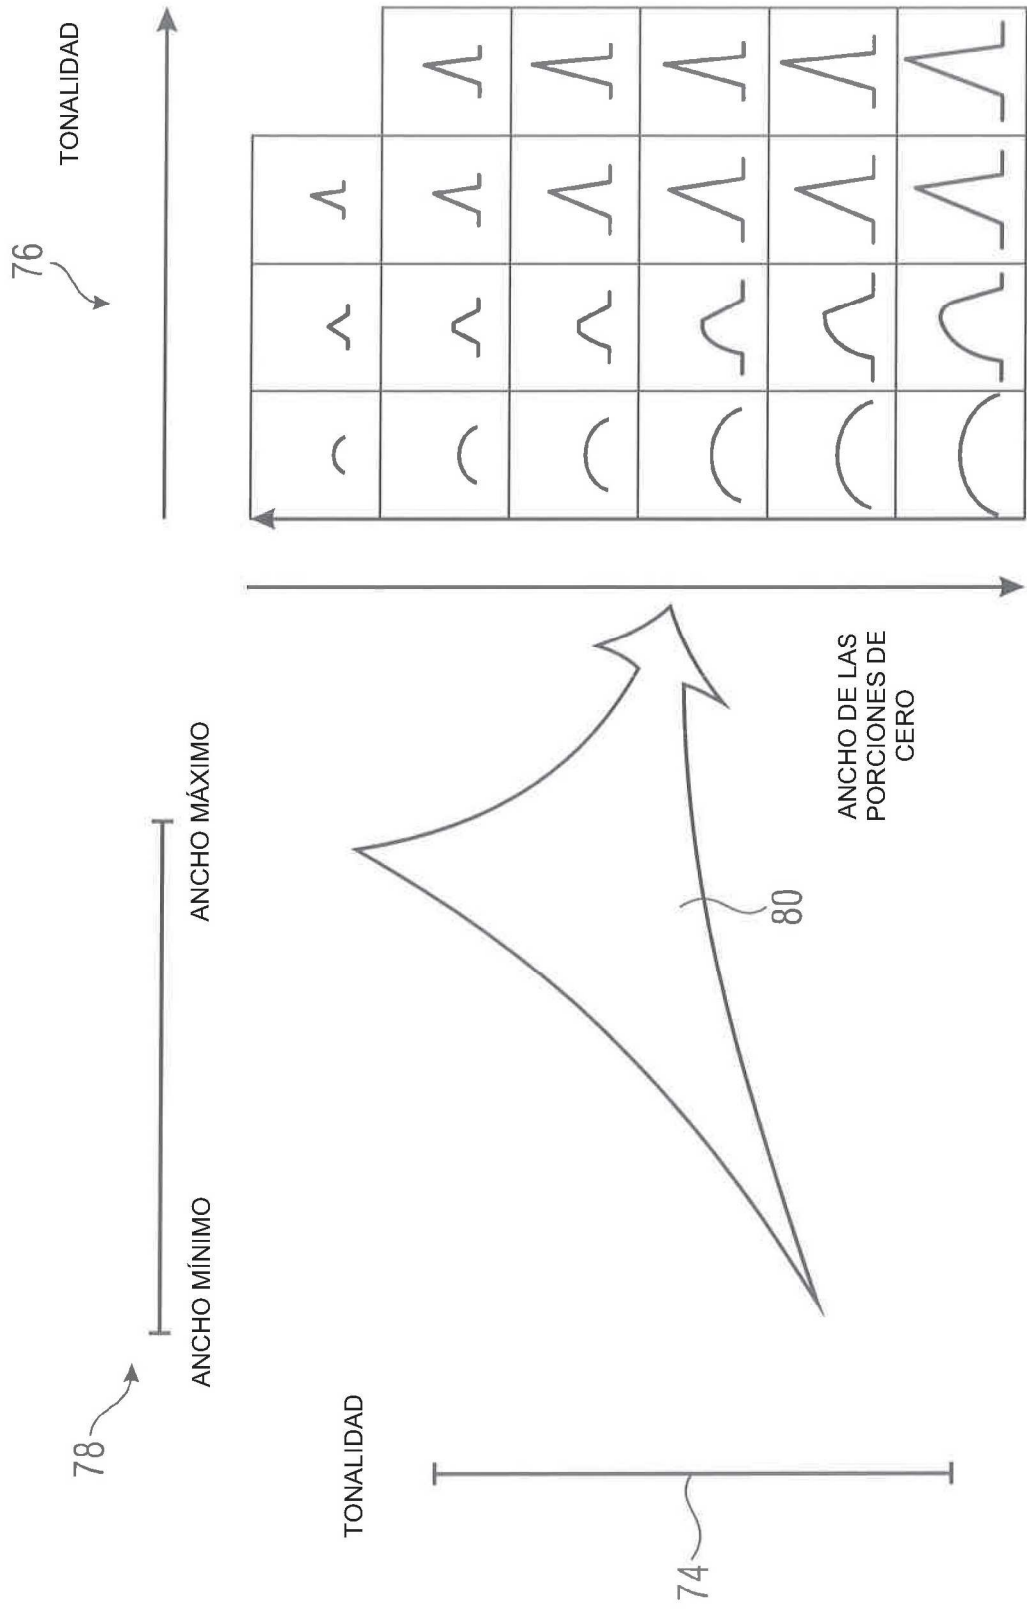 78
ANCHO MÍNIMO
ANCHO MÁXIMO
76
TONALIDAD
TONALIDAD
74
80
ANCHO DE LAS
PORCIONES DE
CERO